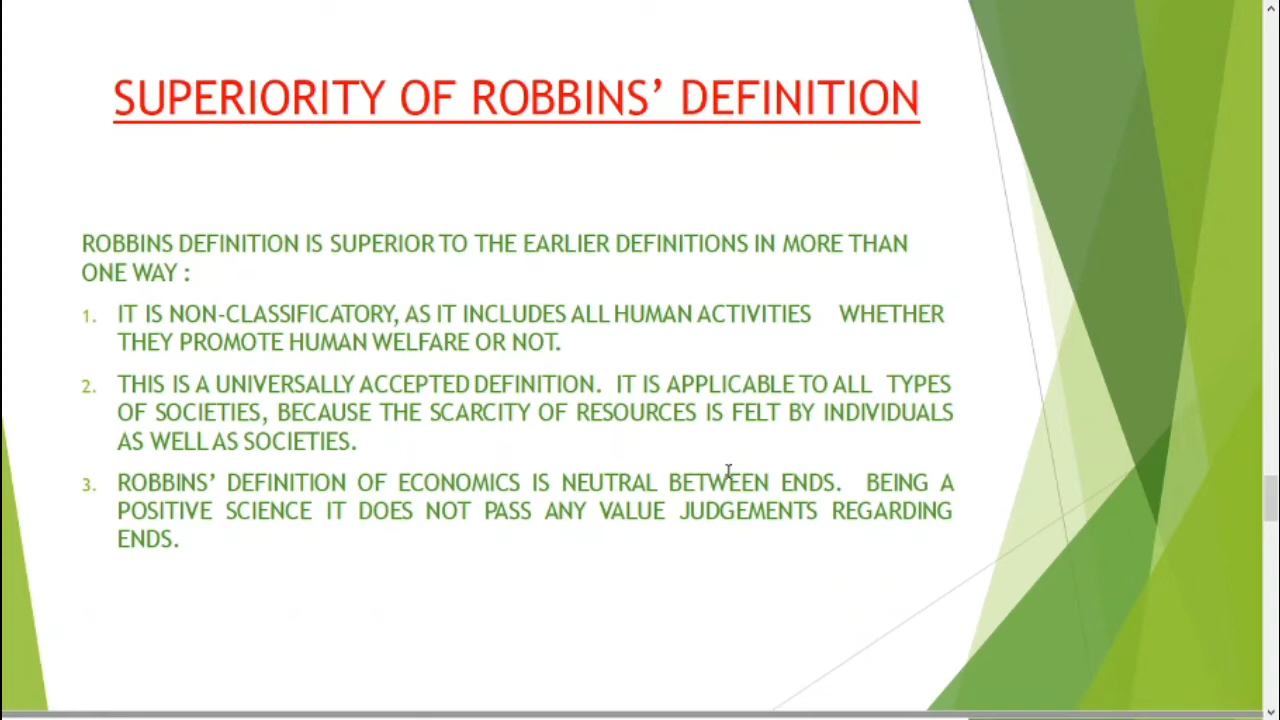 SUPERIORITY OF ROBBINS’ DEFINITION
ROBBINS DEFINITION IS SUPERIOR TO THE EARLIER DEFINITIONS IN MORE THAN
ONE WAY :
1. IT IS NON-CLASSIFICATORY, AS IT INCLUDES ALL HUMAN ACTIVITIES WHETHER
THEY PROMOTE HUMAN WELFARE OR NOT.
2. THIS IS A UNIVERSALLY ACCEPTED DEFINITION. IT IS APPLICABLE TO ALL TYPES
OF SOCIETIES, BECAUSE THE SCARCITY OF RESOURCES IS FELT BY INDIVIDUALS
AS WELL AS SOCIETIES.
3. ROBBINS’ DEFINITION OF ECONOMICS IS NEUTRAL BETWEEN ENDS. BEING A
POSITIVE SCIENCE IT DOES NOT PASS ANY VALUE JUDGEMENTS REGARDING
ENDS.